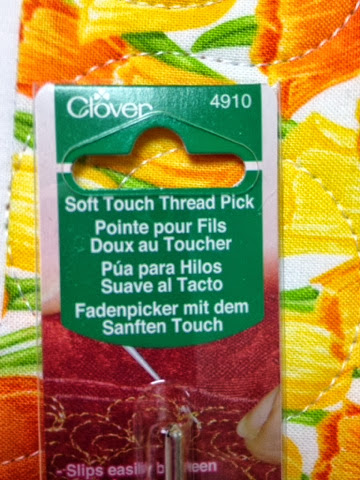 Clover 4910
Soft Touch Thread Pick
Pointe pour Fils
Doux au Toucher
Púa para Hilos
Suave al Tacto
Fadenpicker mit dem
Sanften Touch
- Slips easily